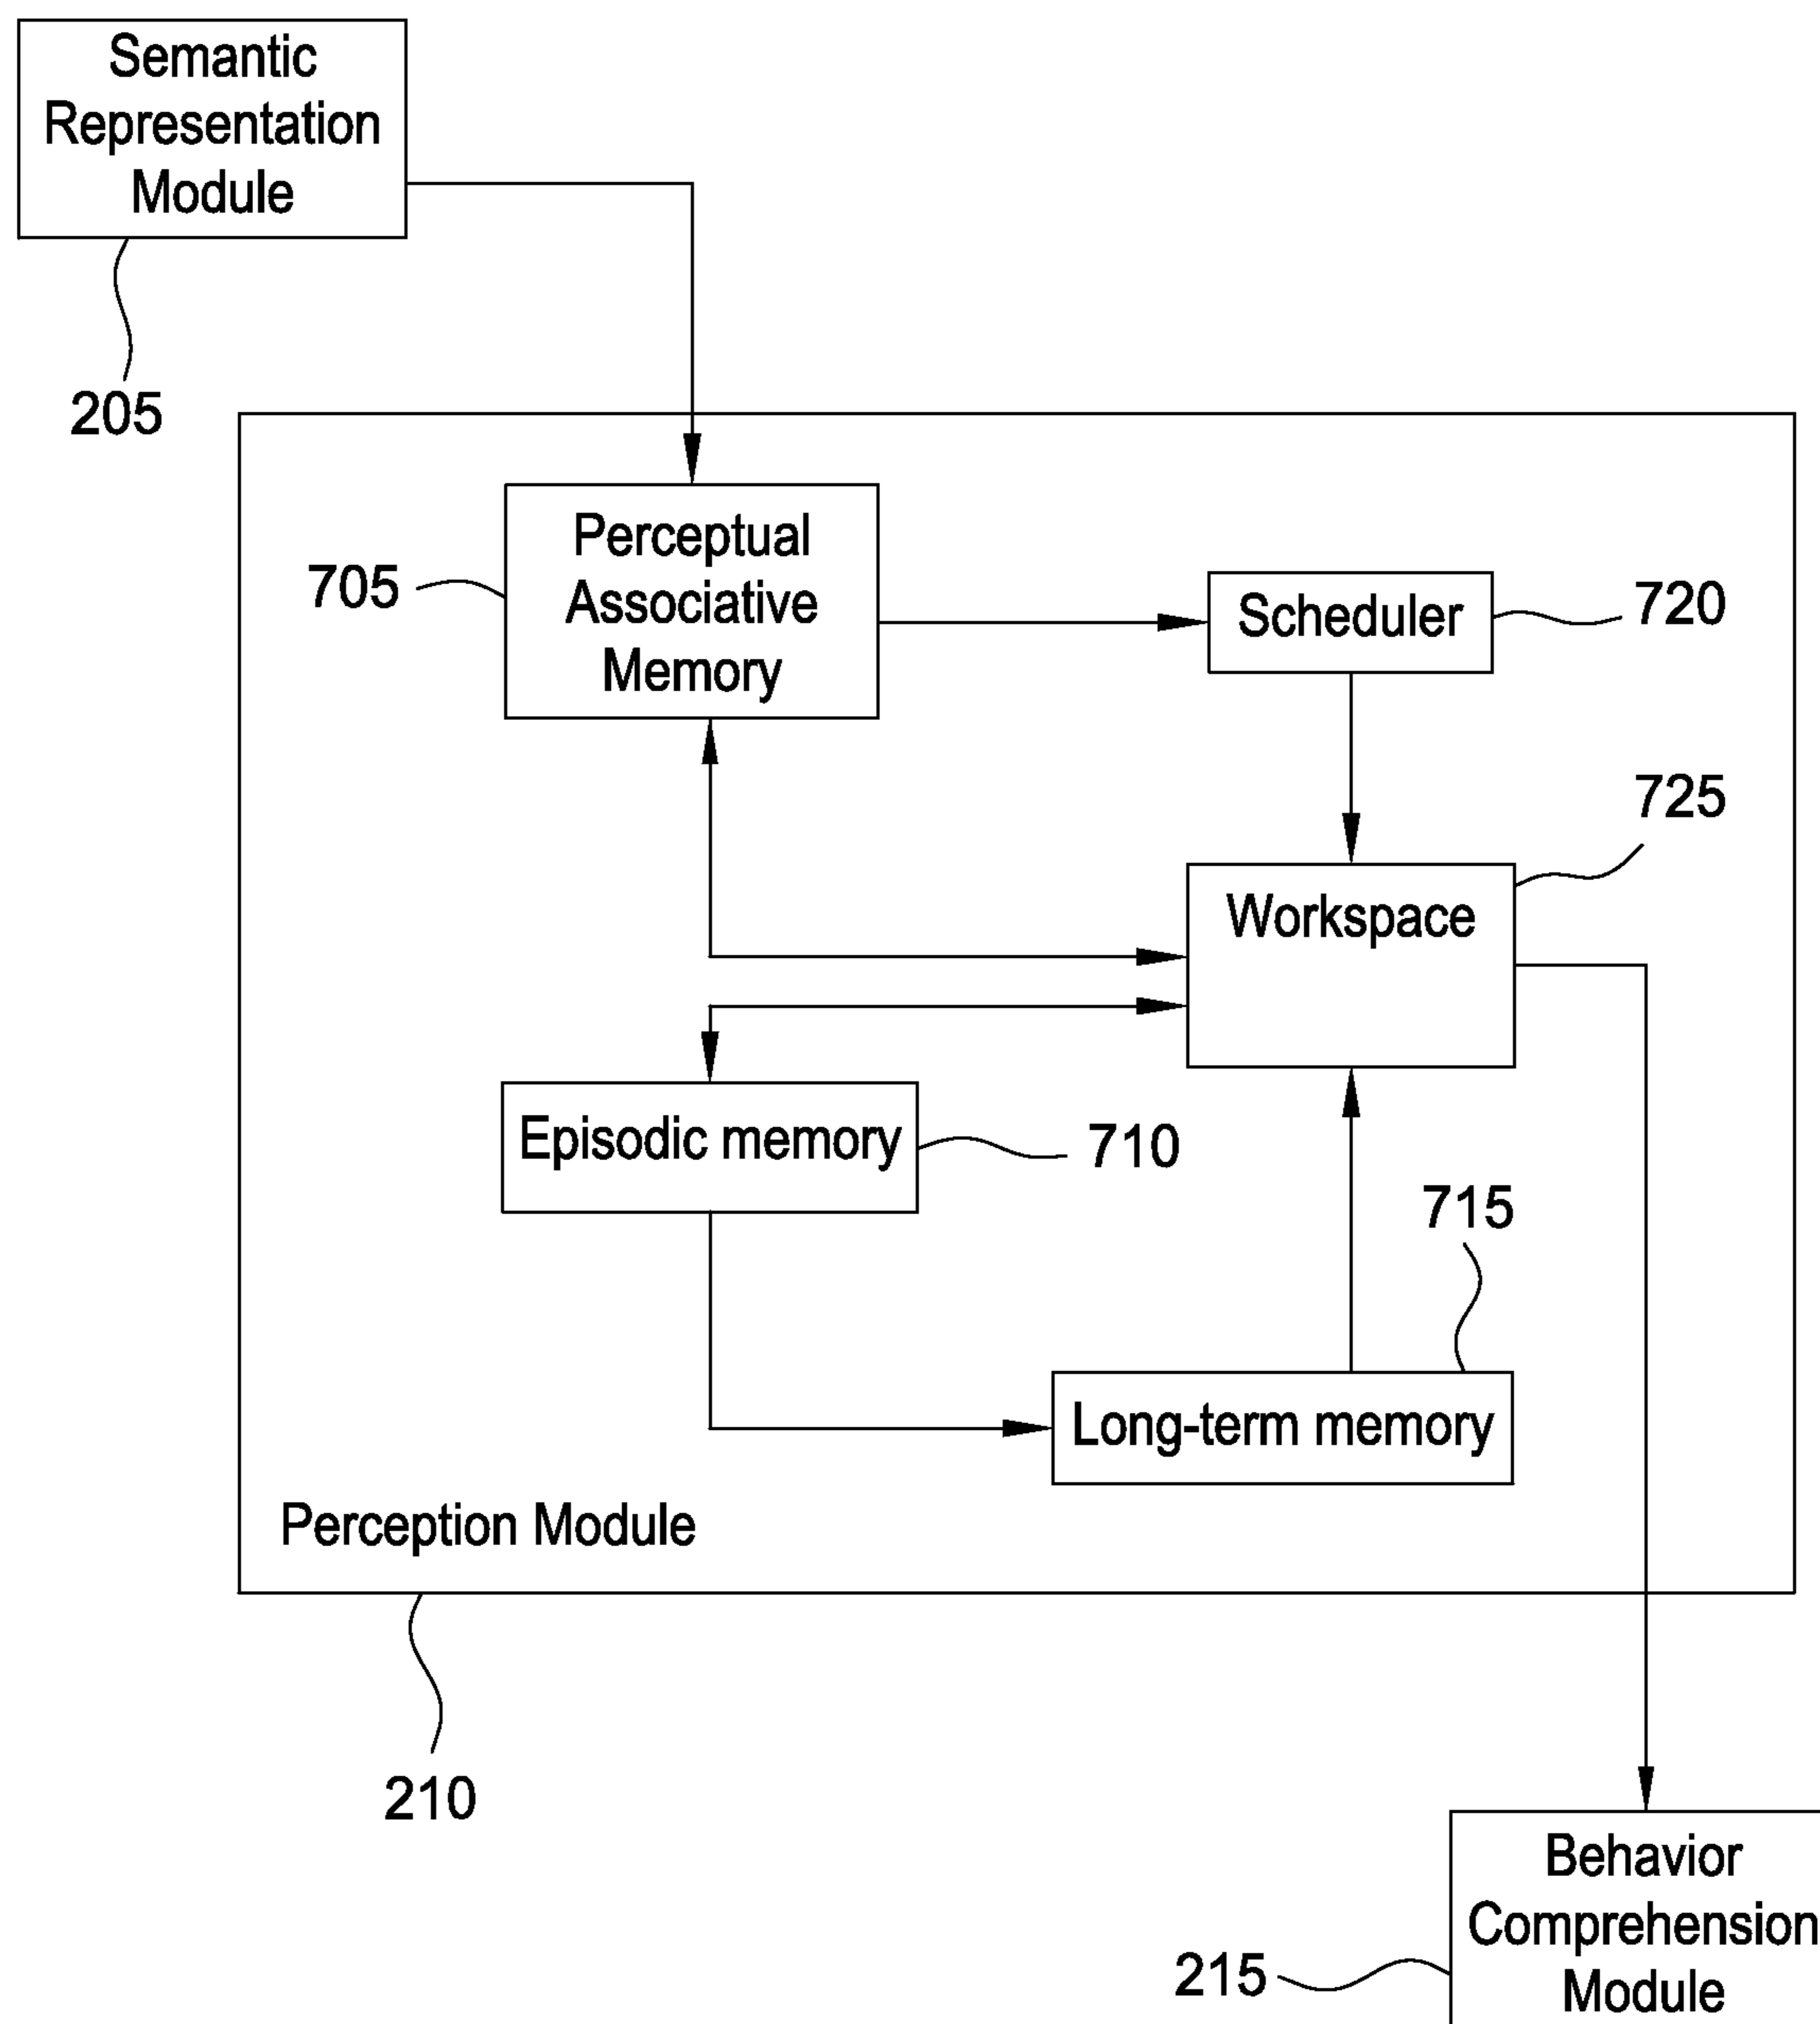 Semantic
Representation
Module
205
Perceptual
Associative
Memory
705
Scheduler
720
725
Workspace
Episodic memory
710
715
Long-term memory
Perception Module
210
Behavior
Comprehension
Module
215